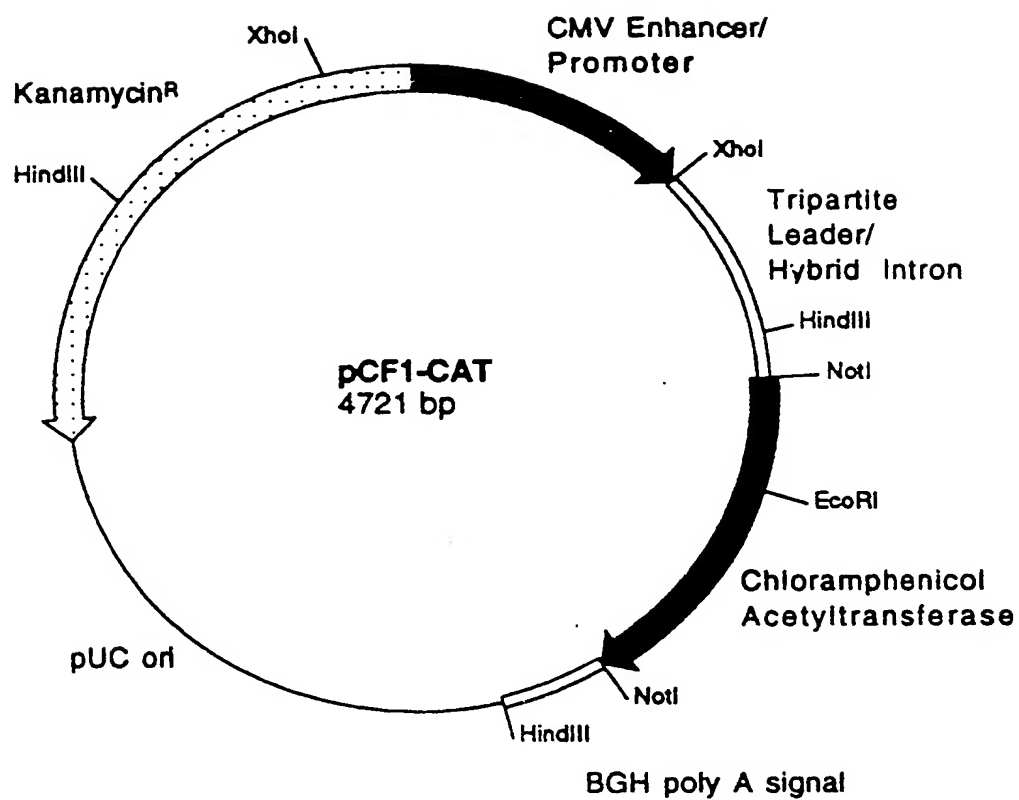 CMV Enhancer/
Promoter
XhoI
KanamycinR
HindIII
XhoI
Tripartite
Leader/
Hybrid Intron
HindIII
NotI
pCF1-CAT
4721 bp
EcoRI
Chloramphenicol
Acetyltransferase
pUC ori
NotI
HindIII
BGH poly A signal